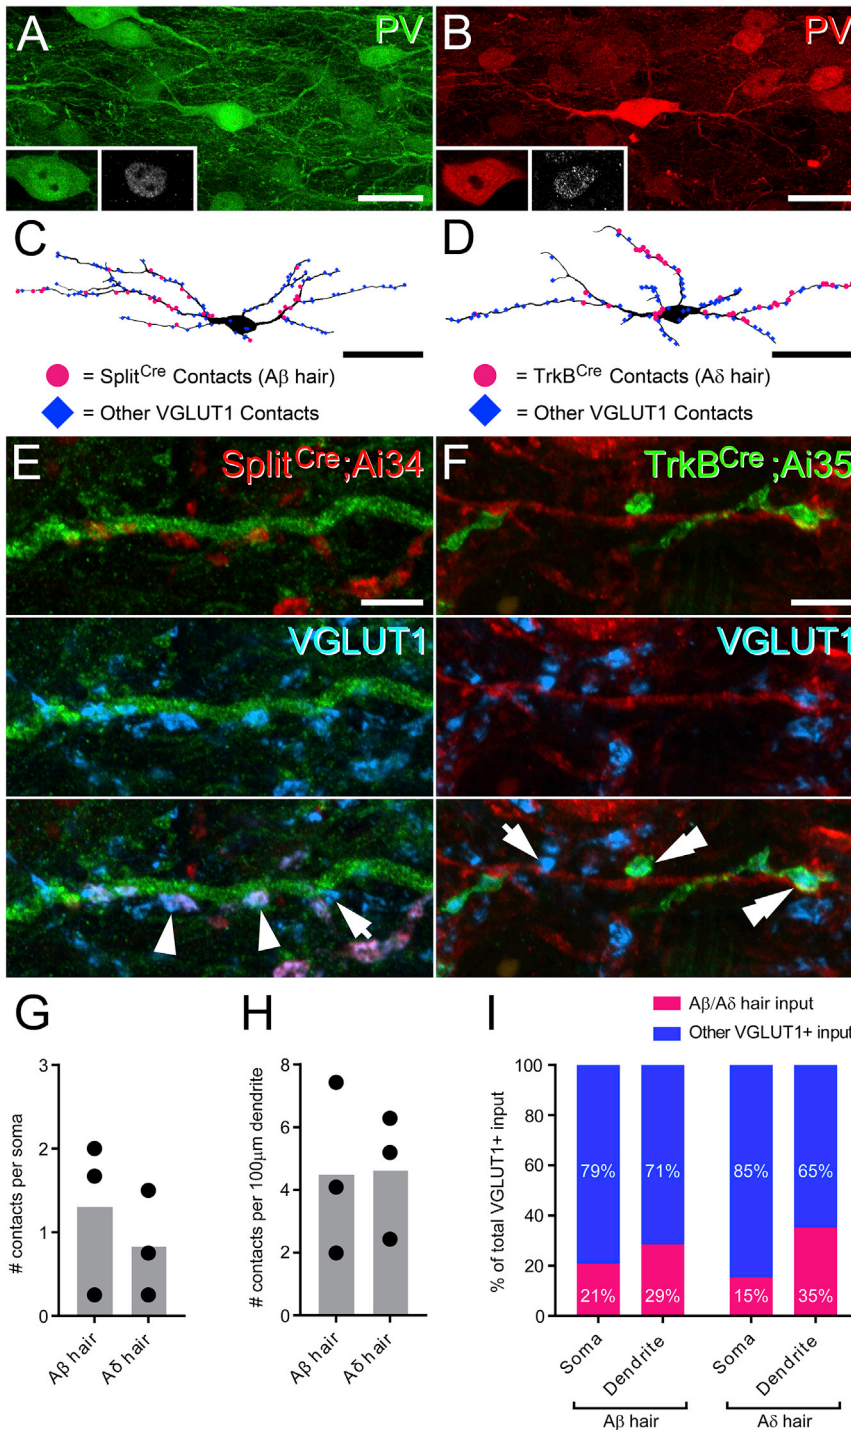 A PV
B PV
C
D
= Split^Cre Contacts (Aβ hair)
= Other VGLUT1 Contacts
= TrkB^Cre Contacts (Aδ hair)
= Other VGLUT1 Contacts
E Split^Cre;Ai34
F TrkB^Cre;Ai35
VGLUT1
VGLUT1
G
# contacts per soma
3
2
1
0
Aβ hair
Aδ hair
H
# contacts per 100μm dendrite
8
6
4
2
0
Aβ hair
Aδ hair
I
Aβ/Aδ hair input
Other VGLUT1+ input
% of total VGLUT1+ input
100
80
60
40
20
0
79%
71%
85%
65%
21%
29%
15%
35%
Soma
Dendrite
Soma
Dendrite
Aβ hair
Aδ hair